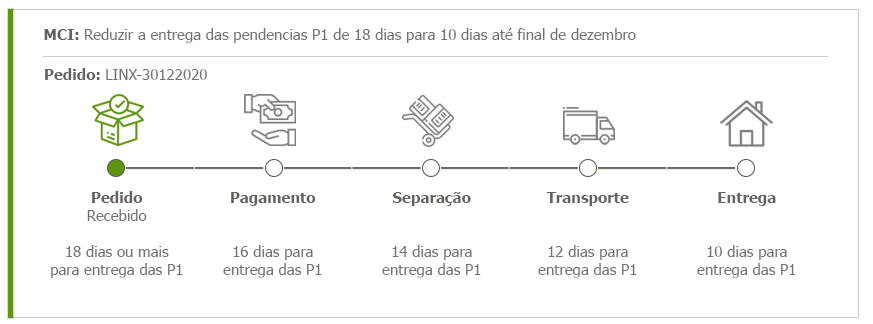 MCI: Reduzir a entrega das pendencias P1 de 18 dias para 10 dias até final de dezembro
Pedido: LINX-30122020
Pedido
Recebido
Pagamento
Separação
Transporte
Entrega
18 dias ou mais
para entrega das P1
16 dias para
entrega das P1
14 dias para
entrega das P1
12 dias para
entrega das P1
10 dias para
entrega das P1